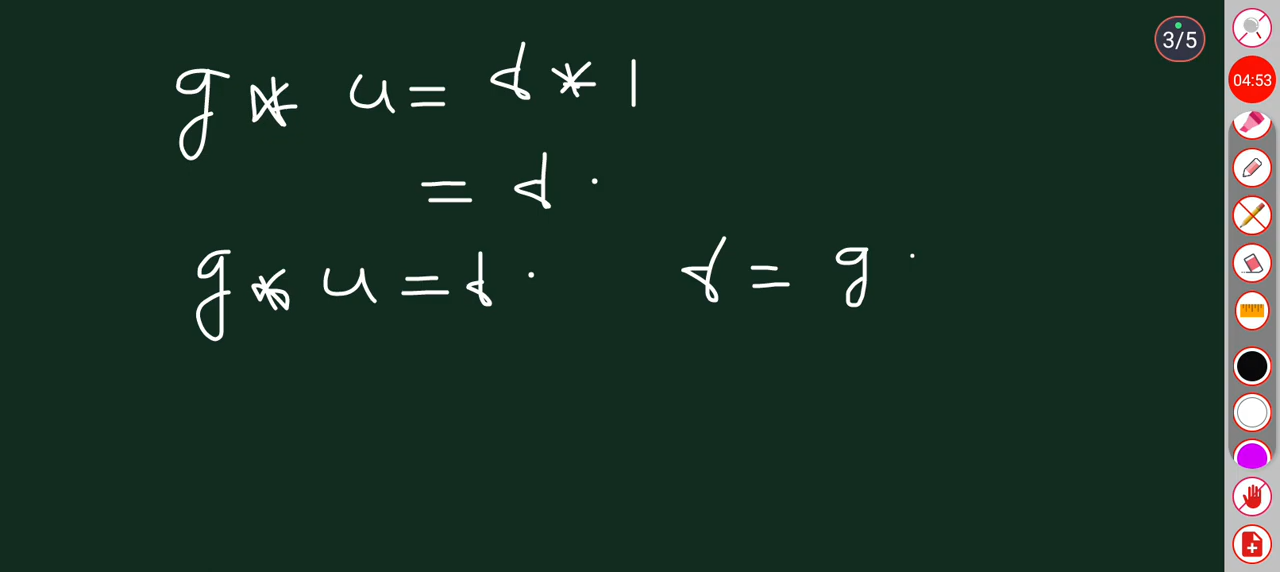 3/5
04:53
g * u = d * 1
= d .
g * u = d . d = g .